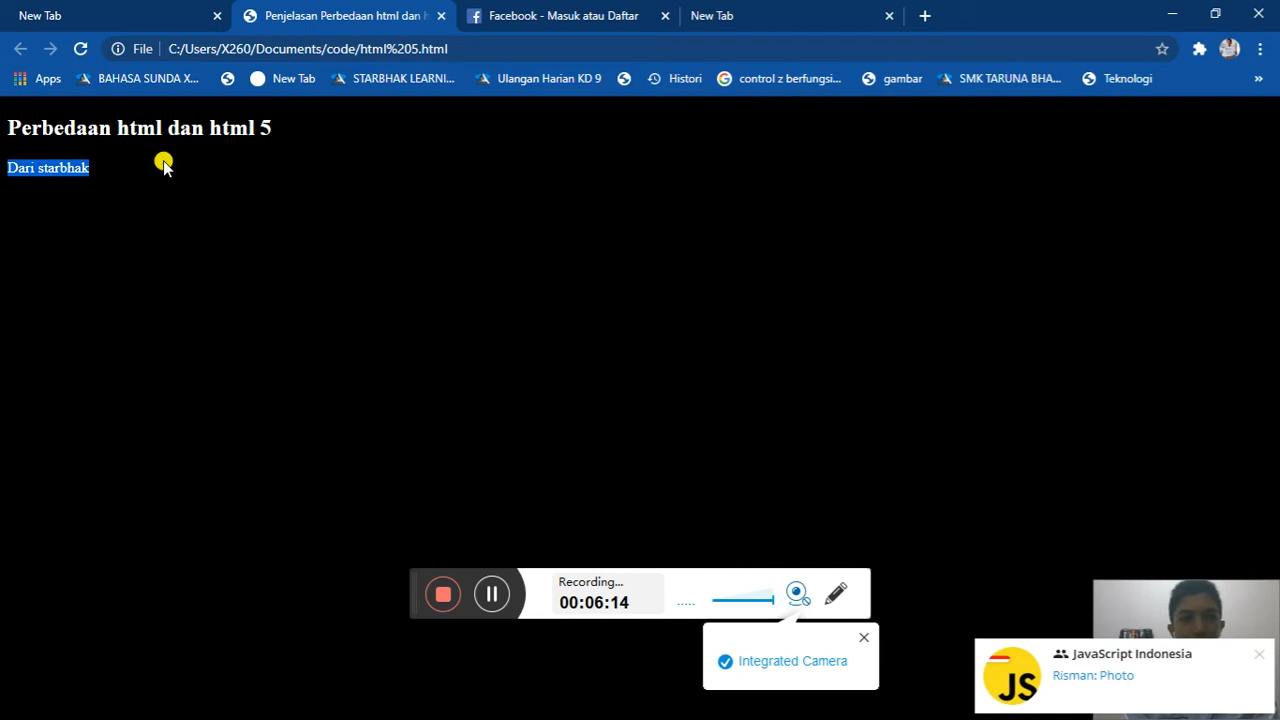 New Tab
Penjelasan Perbedaan html dan h
Facebook - Masuk atau Daftar
New Tab
File
C:/Users/X260/Documents/code/html%205.html
Apps
BAHASA SUNDA X...
New Tab
STARBHAK LEARNI...
Ulangan Harian KD 9
Histori
control z berfungsi...
gambar
SMK TARUNA BHA...
Teknologi
Perbedaan html dan html 5
Dari starbhak
Recording...
00:06:14
Integrated Camera
JavaScript Indonesia
Risman: Photo
JS